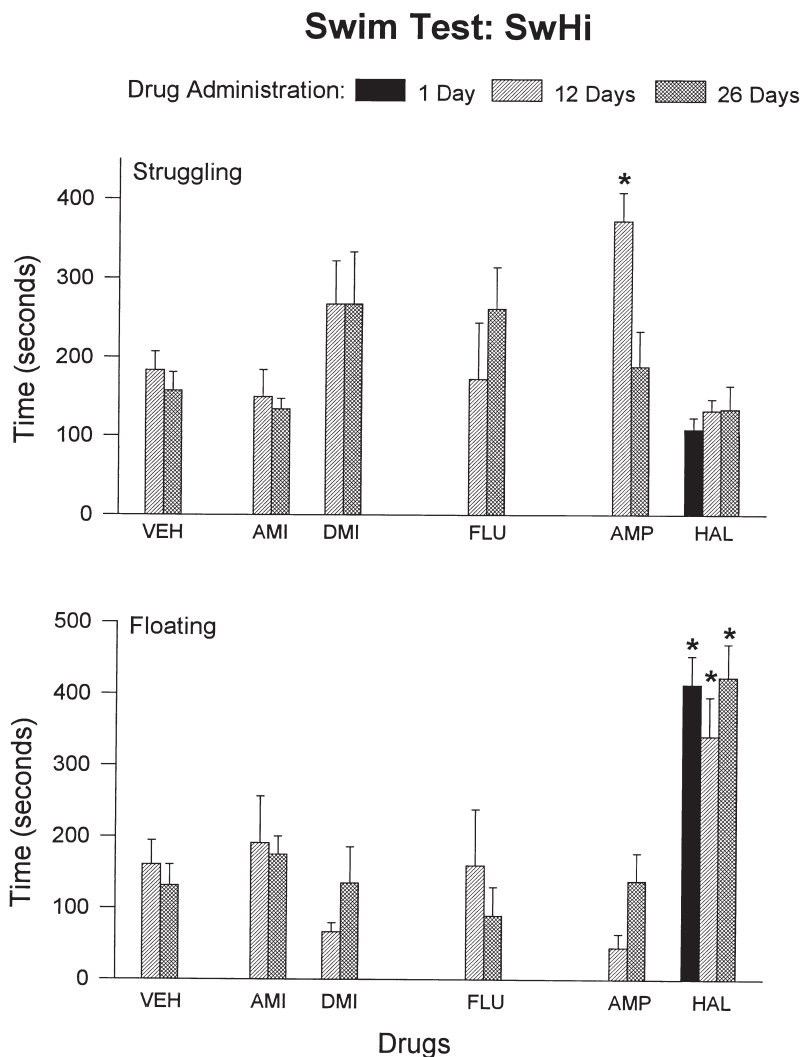 Swim Test: SwHi
Drug Administration: 1 Day 12 Days 26 Days
Struggling
Time (seconds)
400
300
200
100
0
*
VEH AMI DMI FLU AMP HAL
Floating
Time (seconds)
500
400
300
200
100
0
* * *
VEH AMI DMI FLU AMP HAL
Drugs